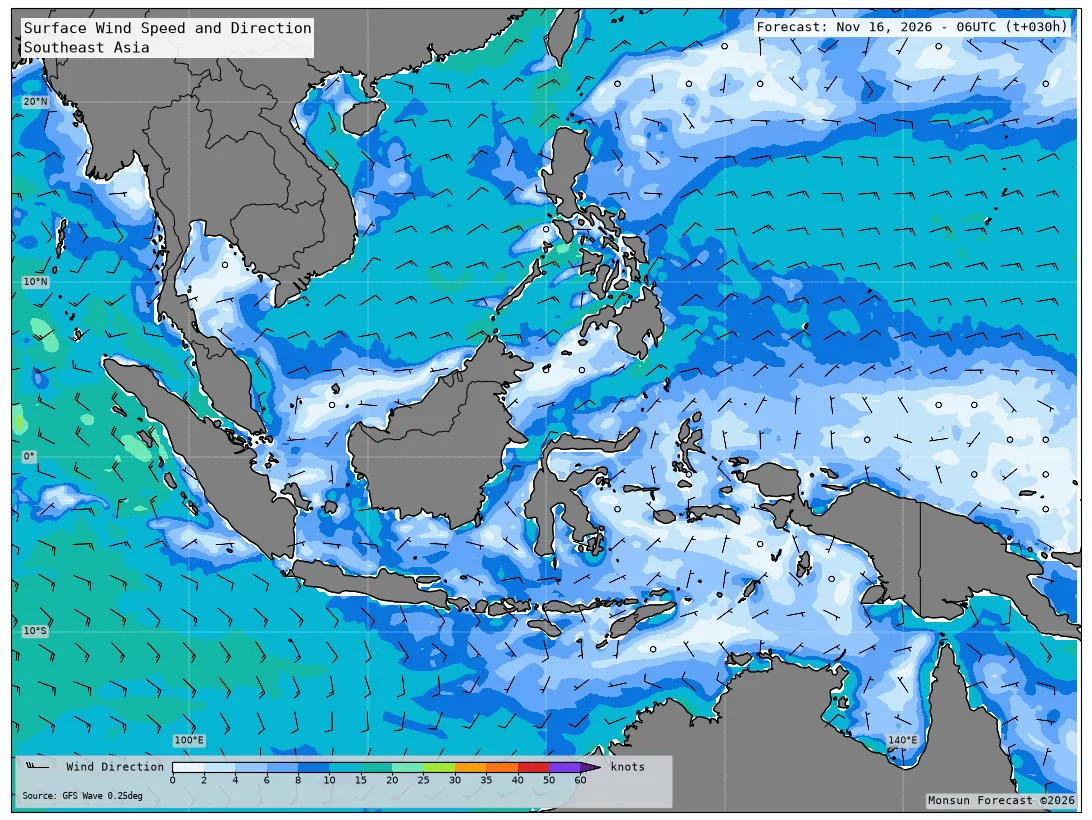 Surface Wind Speed and Direction
Southeast Asia
Forecast: Nov 16, 2026 - 06UTC (t+030h)
20°N
10°N
0°
10°S
100°E
140°E
Wind Direction
0 2 4 6 8 10 15 20 25 30 35 40 50 60
knots
Source: GFS Wave 0.25deg
Monsun Forecast ©2026